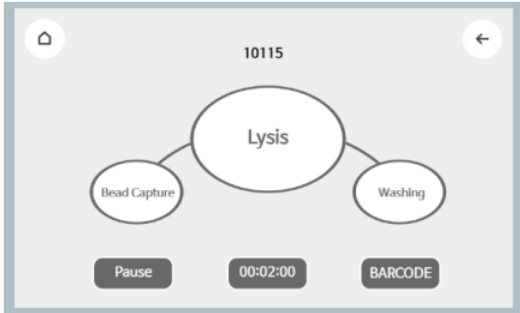 10115
Lysis
Bead Capture
Washing
Pause
00:02:00
BARCODE